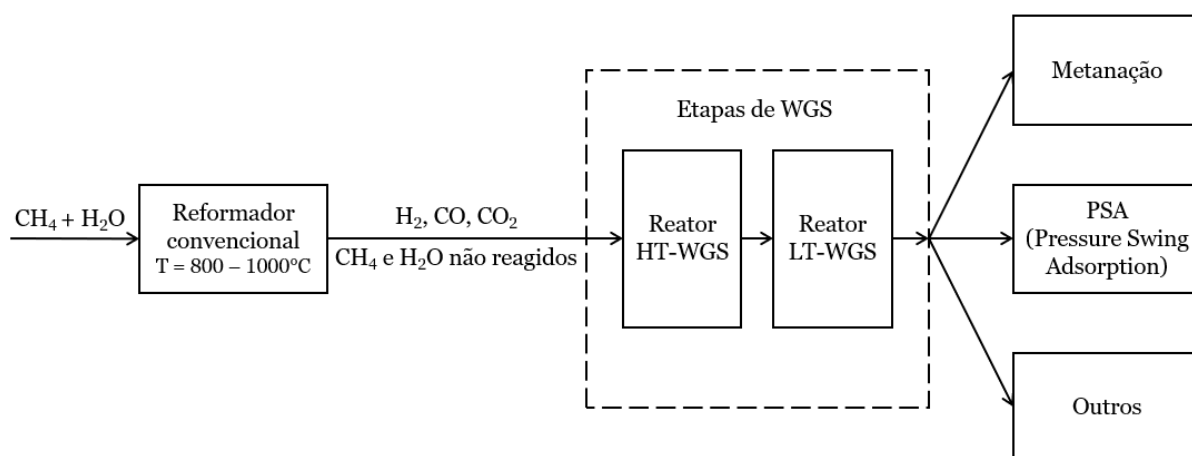 CH₄ + H₂O
Reformador
convencional
T = 800 – 1000°C
H₂, CO, CO₂
CH₄ e H₂O não reagidos
Etapas de WGS
Reator
HT-WGS
Reator
LT-WGS
Metanação
PSA
(Pressure Swing
Adsorption)
Outros